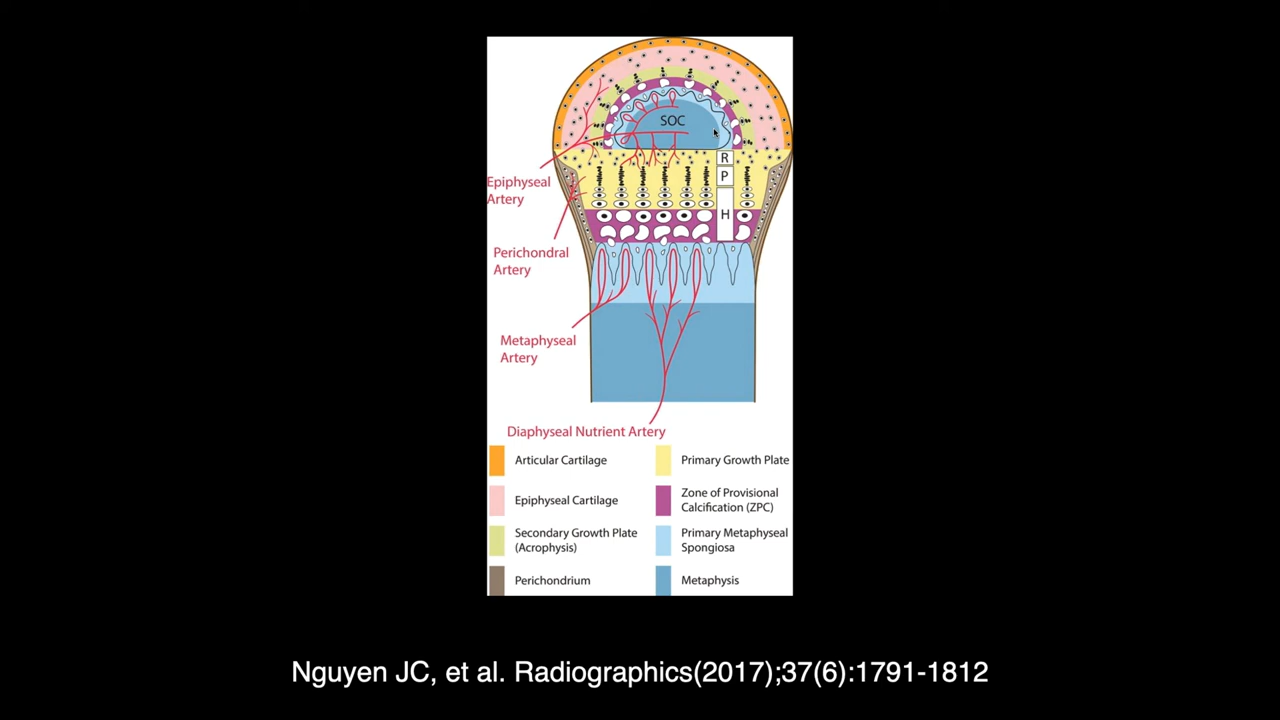 SOC
R
P
H
Epiphyseal
Artery
Perichondral
Artery
Metaphyseal
Artery
Diaphyseal Nutrient Artery
Articular Cartilage
Primary Growth Plate
Epiphyseal Cartilage
Zone of Provisional
Calcification (ZPC)
Secondary Growth Plate
(Acrophysis)
Primary Metaphyseal
Spongiosa
Perichondrium
Metaphysis
Nguyen JC, et al. Radiographics(2017);37(6):1791-1812